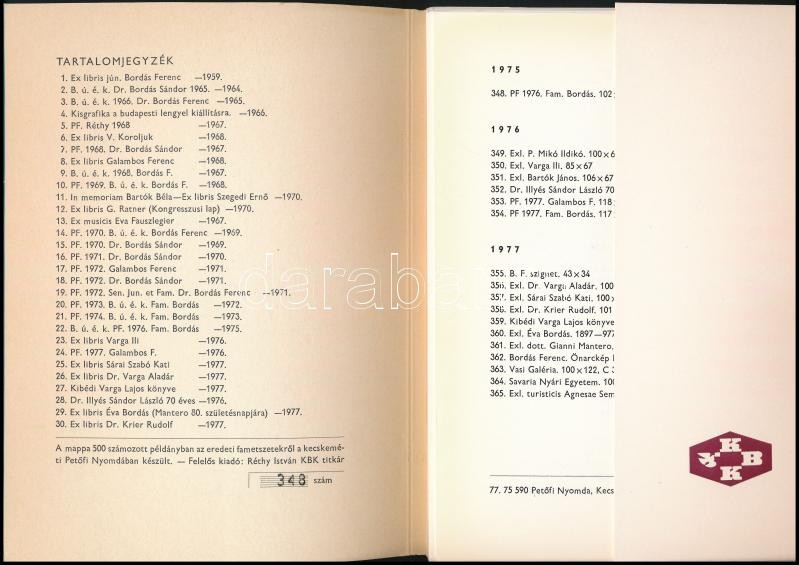 TARTALOMJEGYZÉK
1. Ex libris jún. Bordás Ferenc —1959.
2. B. ú. é. k. Dr. Bordás Sándor 1965. —1964.
3. B. ú. é. k. 1966. Dr. Bordás Ferenc —1965.
4. Kisgrafika a budapesti lengyel kiállításra. —1966.
5. PF. Réthy 1968 —1967.
6. Ex libris V. Koroljuk —1968.
7. PF. 1968. Dr. Bordás Sándor —1967.
8. Ex libris Galambos Ferenc —1968.
9. B. ú. é. k. 1968. Bordás F. —1967.
10. PF. 1969. B. ú. é. k. Bordás F. —1968.
11. In memoriam Bartók Béla—Ex libris Szegedi Ernő —1970.
12. Ex libris G. Ratner (Kongresszusi lap) —1970.
13. Ex musicis Eva Fauszlegier —1967.
14. PF. 1970. B. ú. é. k. Bordás Ferenc —1969.
15. PF. 1970. Dr. Bordás Sándor —1969.
16. PF. 1971. Dr. Bordás Sándor —1970.
17. PF. 1972. Galambos Ferenc —1971.
18. PF. 1972. Dr. Bordás Sándor —1971.
19. PF. 1972. Sen. Jun. et Fam. Dr. Bordás Ferenc —1971.
20. PF. 1973. B. ú. é. k. Fam. Bordás —1972.
21. PF. 1974. B. ú. é. k. Fam. Bordás —1973.
22. B. ú. é. k. PF. 1976. Fam. Bordás —1975.
23. Ex libris Varga Ili —1976.
24. PF. 1977. Galambos F. —1976.
25. Ex libris Sárai Szabó Kati —1977.
26. Ex libris Dr. Varga Aladár —1977.
27. Kibédi Varga Lajos könyve —1977.
28. Dr. Illyés Sándor László 70 éves —1976.
29. Ex libris Éva Bordás (Mantero 80. születésnapjára) —1977.
30. Ex libris Dr. Krier Rudolf —1977.
A mappa 500 számozott példányban az eredeti fametszetekről a kecskemé-
ti Petőfi Nyomdában készült. — Felelős kiadó: Réthy István KBK titkár
348 szám
1975
348. PF 1976. Fam. Bordás. 102
1976
349. Exl. P. Mikó Ildikó. 100×6
350. Exl. Varga Ili. 85×67
351. Exl. Bartók János. 106×67
352. Dr. Illyés Sándor László 70
353. PF. 1977. Galambos F. 118
354. PF 1977. Fam. Bordás. 117
1977
355. B. F. szignet. 43×34
356. Exl. Dr. Varga Aladár. 100
357. Exl. Sárai Szabó Kati. 100×
358. Exl. Dr. Krier Rudolf. 101
359. Kibédi Varga Lajos könyve
360. Exl. Éva Bordás. 1897—977
361. Exl. dott. Gianni Mantero,
362. Bordás Ferenc. Önarckép
363. Vasi Galéria. 100×122, C 3
364. Savaria Nyári Egyetem. 100
365. Exl. turisticis Agnesae Sem
77. 75 590 Petőfi Nyomda, Kecs
K
B
K
daraba